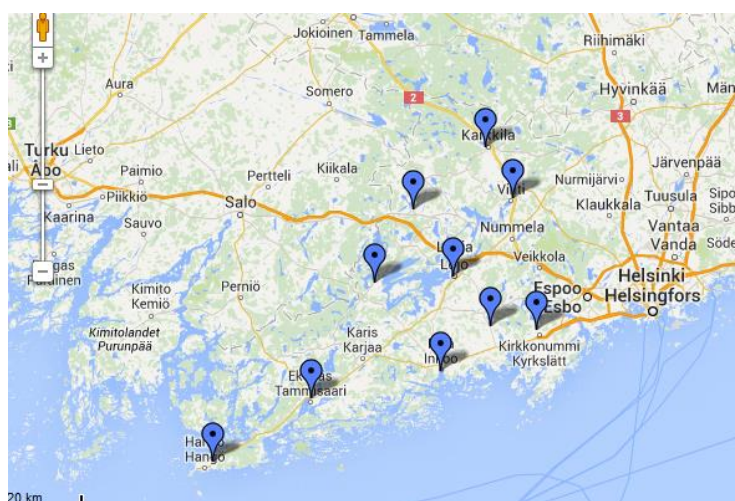 Jokioinen
Tammela
Riihimäki
Aura
Somero
2
Hyvinkää
3
Turku
Åbo
Lieto
Paimio
Piikkiö
Kaarina
Sauvo
Pertteli
Kiikala
Salo
Nurmijärvi
Järvenpää
Klaukkala
Tuusula
Vantaa
Vanda
Nummela
Veikkola
Espoo
Esbo
Helsinki
Helsingfors
Kimito
Kemiö
Perniö
Kimitolandet
Purunpää
Karis
Karjaa
Kirkkonummi
Kyrkslätt
Tammisaari
Hangö
20 km